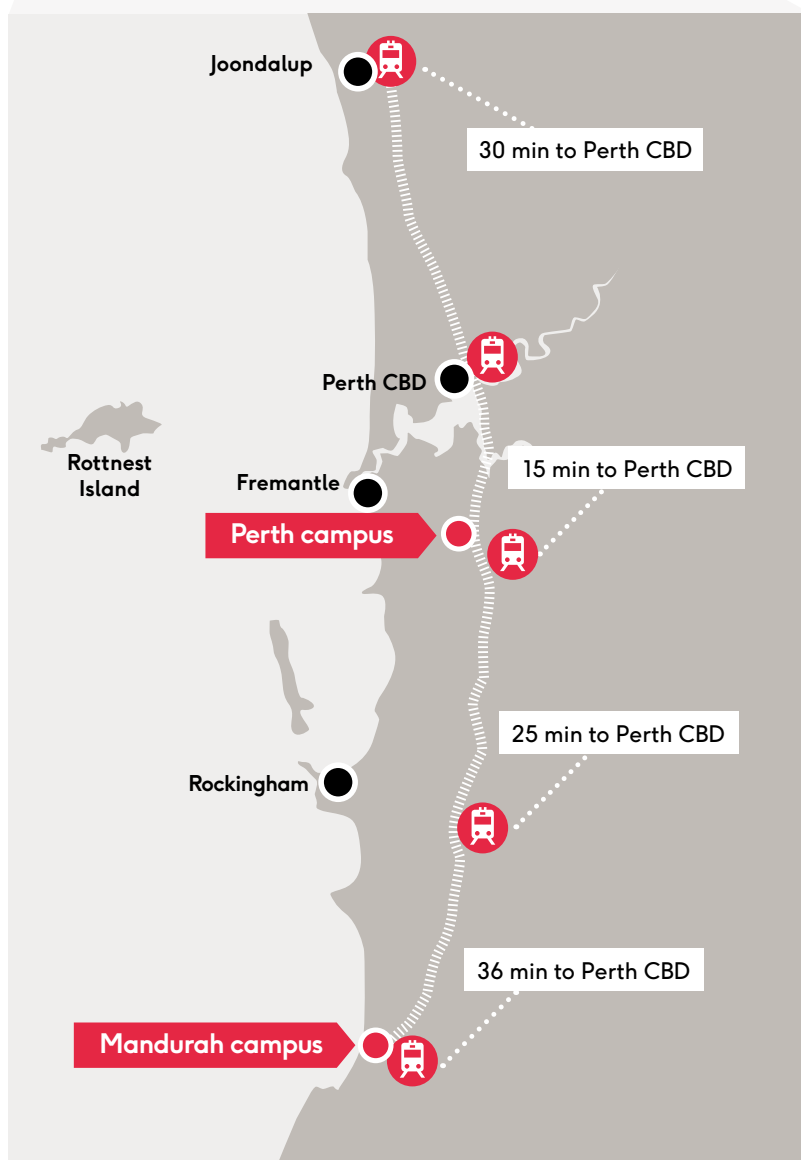 Joondalup
30 min to Perth CBD
Perth CBD
Rottnest
Island
15 min to Perth CBD
Fremantle
Perth campus
25 min to Perth CBD
Rockingham
36 min to Perth CBD
Mandurah campus